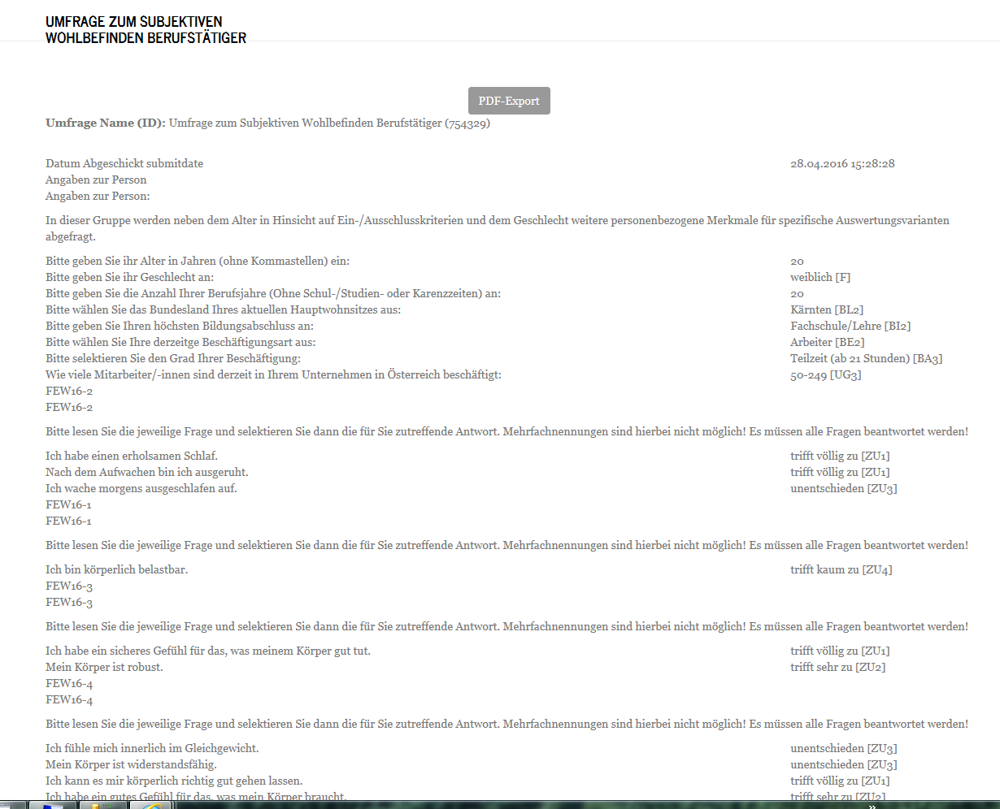 UMFRAGE ZUM SUBJEKTIVEN
WOHLBEFINDEN BERUFSTÄTIGER
PDF-Export
Umfrage Name (ID): Umfrage zum Subjektiven Wohlbefinden Berufstätiger (754329)
Datum Abgeschickt submitdate 28.04.2016 15:28:28
Angaben zur Person
Angaben zur Person:
In dieser Gruppe werden neben dem Alter in Hinsicht auf Ein-/Ausschlusskriterien und dem Geschlecht weitere personenbezogene Merkmale für spezifische Auswertungsvarianten
abgefragt.
Bitte geben Sie ihr Alter in Jahren (ohne Kommastellen) ein: 20
Bitte geben Sie ihr Geschlecht an: weiblich [F]
Bitte geben Sie die Anzahl Ihrer Berufsjahre (Ohne Schul-/Studien- oder Karenzzeiten) an: 20
Bitte wählen Sie das Bundesland Ihres aktuellen Hauptwohnsitzes aus: Kärnten [BL2]
Bitte geben Sie Ihren höchsten Bildungsabschluss an: Fachschule/Lehre [BI2]
Bitte wählen Sie Ihre derzeitge Beschäftigungsart aus: Arbeiter [BE2]
Bitte selektieren Sie den Grad Ihrer Beschäftigung: Teilzeit (ab 21 Stunden) [BA3]
Wie viele Mitarbeiter/-innen sind derzeit in Ihrem Unternehmen in Österreich beschäftigt: 50-249 [UG3]
FEW16-2
FEW16-2
Bitte lesen Sie die jeweilige Frage und selektieren Sie dann die für Sie zutreffende Antwort. Mehrfachnennungen sind hierbei nicht möglich! Es müssen alle Fragen beantwortet werden!
Ich habe einen erholsamen Schlaf. trifft völlig zu [ZU1]
Nach dem Aufwachen bin ich ausgeruht. trifft völlig zu [ZU1]
Ich wache morgens ausgeschlafen auf. unentschieden [ZU3]
FEW16-1
FEW16-1
Bitte lesen Sie die jeweilige Frage und selektieren Sie dann die für Sie zutreffende Antwort. Mehrfachnennungen sind hierbei nicht möglich! Es müssen alle Fragen beantwortet werden!
Ich bin körperlich belastbar. trifft kaum zu [ZU4]
FEW16-3
FEW16-3
Bitte lesen Sie die jeweilige Frage und selektieren Sie dann die für Sie zutreffende Antwort. Mehrfachnennungen sind hierbei nicht möglich! Es müssen alle Fragen beantwortet werden!
Ich habe ein sicheres Gefühl für das, was meinem Körper gut tut. trifft völlig zu [ZU1]
Mein Körper ist robust. trifft sehr zu [ZU2]
FEW16-4
FEW16-4
Bitte lesen Sie die jeweilige Frage und selektieren Sie dann die für Sie zutreffende Antwort. Mehrfachnennungen sind hierbei nicht möglich! Es müssen alle Fragen beantwortet werden!
Ich fühle mich innerlich im Gleichgewicht. unentschieden [ZU3]
Mein Körper ist widerstandsfähig. unentschieden [ZU3]
Ich kann es mir körperlich richtig gut gehen lassen. trifft völlig zu [ZU1]
Ich habe ein gutes Gefühl für das, was mein Körper braucht. trifft sehr zu [ZU2]
»